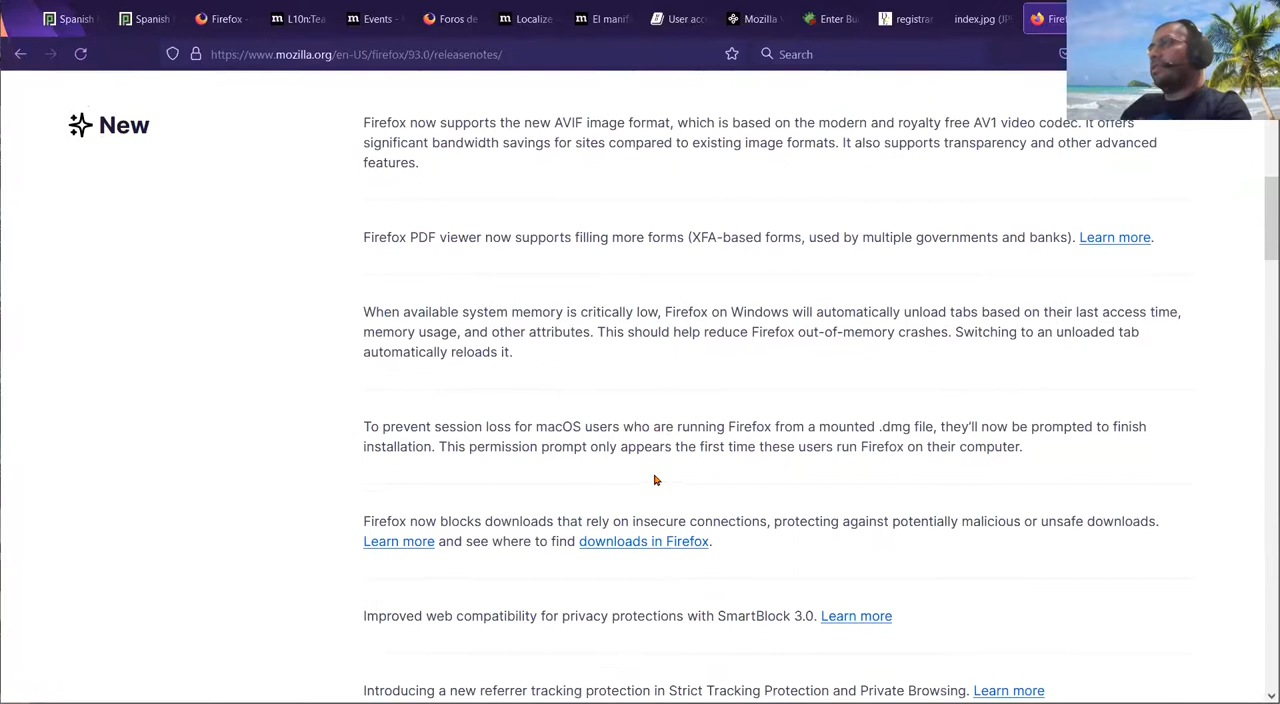 Spanish
Spanish
Firefox -
L10n:Tea
Events -
Foros de
Localize
El manif
User acc
Mozilla
Enter Bu
registrar
index.jpg (JP
Firef
https://www.mozilla.org/en-US/firefox/93.0/releasenotes/
Search
New
Firefox now supports the new AVIF image format, which is based on the modern and royalty free AV1 video codec. It offers
significant bandwidth savings for sites compared to existing image formats. It also supports transparency and other advanced
features.
Firefox PDF viewer now supports filling more forms (XFA-based forms, used by multiple governments and banks). Learn more.
When available system memory is critically low, Firefox on Windows will automatically unload tabs based on their last access time,
memory usage, and other attributes. This should help reduce Firefox out-of-memory crashes. Switching to an unloaded tab
automatically reloads it.
To prevent session loss for macOS users who are running Firefox from a mounted .dmg file, they’ll now be prompted to finish
installation. This permission prompt only appears the first time these users run Firefox on their computer.
Firefox now blocks downloads that rely on insecure connections, protecting against potentially malicious or unsafe downloads.
Learn more and see where to find downloads in Firefox.
Improved web compatibility for privacy protections with SmartBlock 3.0. Learn more
Introducing a new referrer tracking protection in Strict Tracking Protection and Private Browsing. Learn more